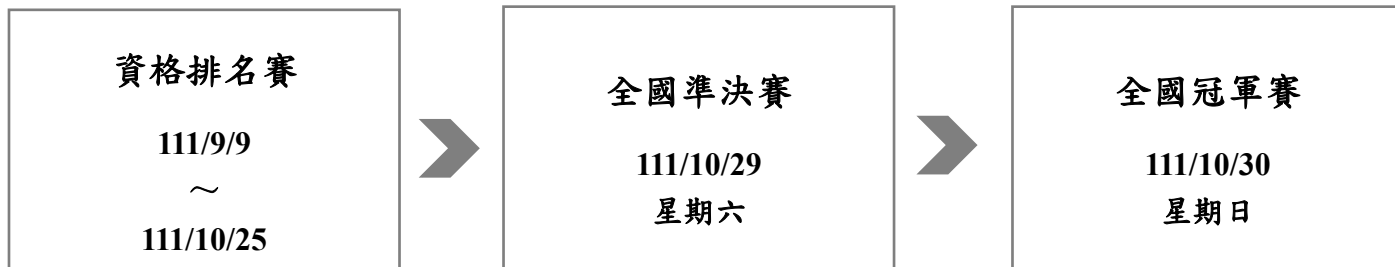 資格排名賽
111/9/9
～
111/10/25
全國準決賽
111/10/29
星期六
全國冠軍賽
111/10/30
星期日